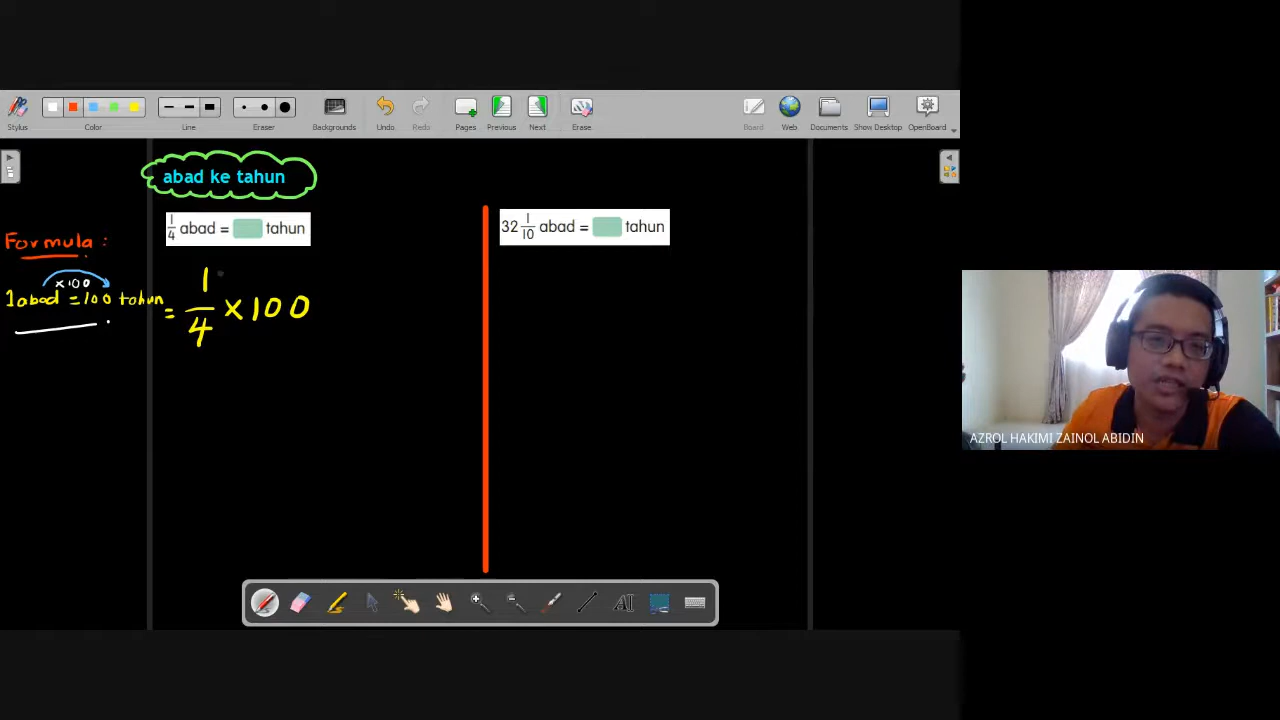 Stylus
Color
Line
Eraser
Backgrounds
Undo
Redo
Pages
Previous
Next
Erase
Board
Web
Documents
Show Desktop
OpenBoard
abad ke tahun
1/4 abad = tahun
32 1/10 abad = tahun
Formula :
×100
1abad =100 tahun
= 1/4 × 100
AZROL HAKIMI ZAINOL ABIDIN
AI